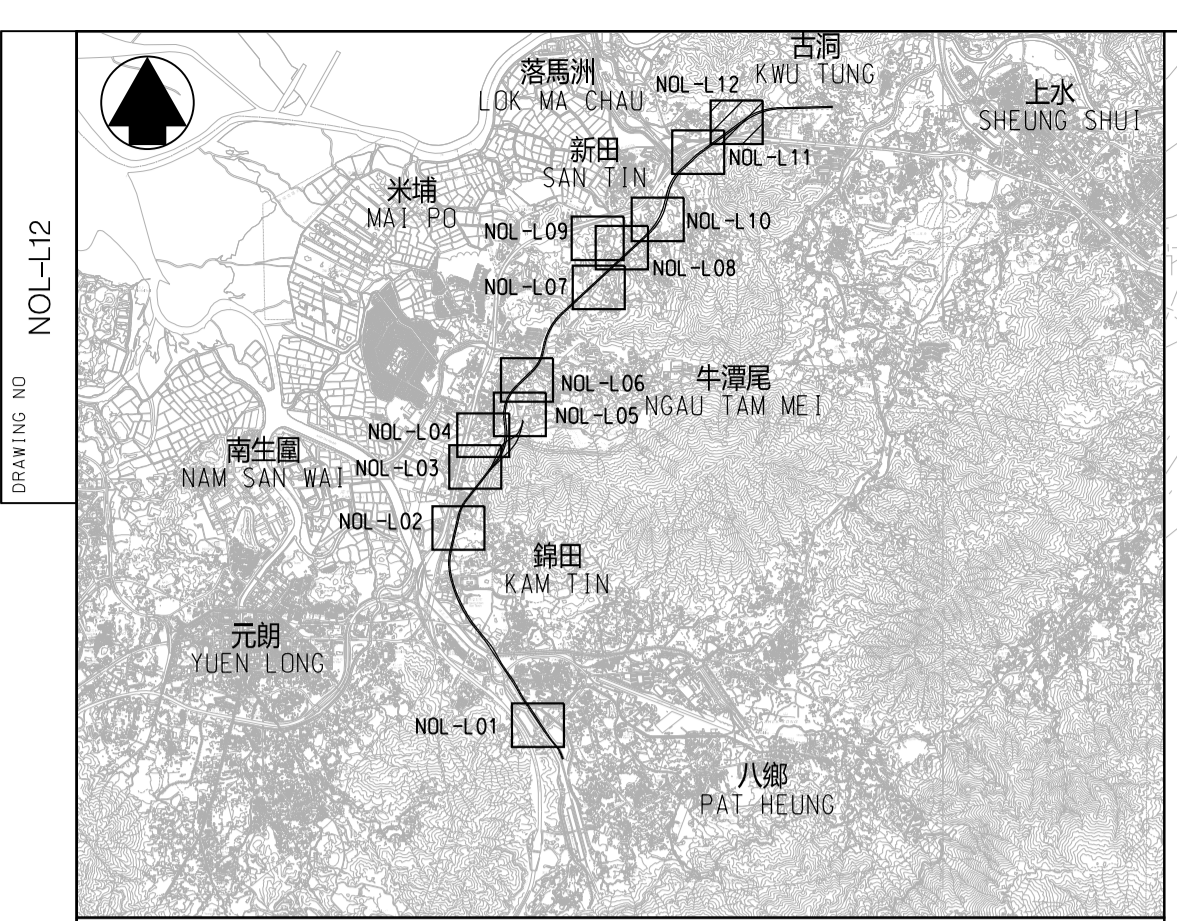 NOL-L12
DRAWING NO
古洞
KWU TUNG
落馬洲
LOK MA CHAU
NOL-L12
上水
SHEUNG SHUI
新田
SAN TIN
NOL-L11
米埔
MAI PO
NOL-L10
NOL-L09
NOL-L08
NOL-L07
牛潭尾
NGAU TAM MEI
NOL-L06
NOL-L05
NOL-L04
南生圍
NAM SAN WAI
NOL-L03
NOL-L02
錦田
KAM TIN
元朗
YUEN LONG
NOL-L01
八鄉
PAT HEUNG